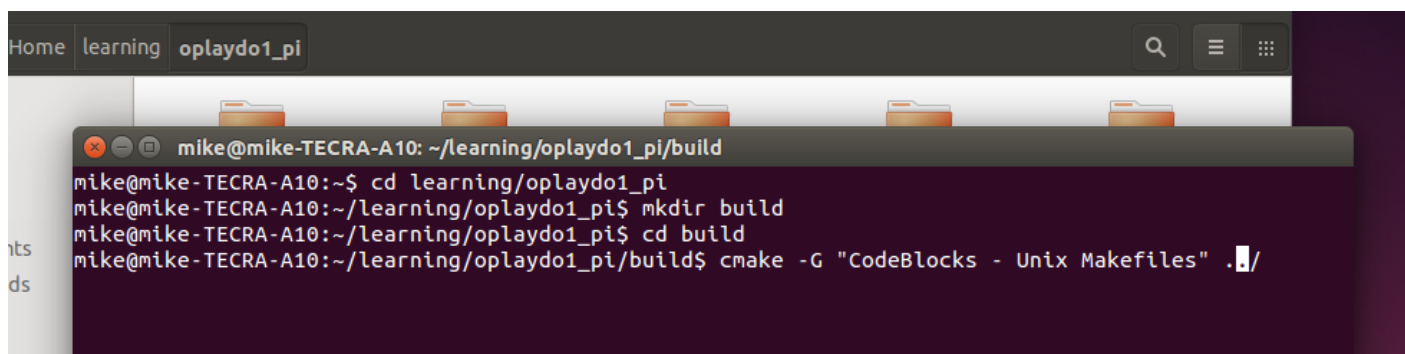 Home learning oplaydo1_pi
mike@mike-TECRA-A10: ~/learning/oplaydo1_pi/build
mike@mike-TECRA-A10:~$ cd learning/oplaydo1_pi
mike@mike-TECRA-A10:~/learning/oplaydo1_pi$ mkdir build
mike@mike-TECRA-A10:~/learning/oplaydo1_pi$ cd build
mike@mike-TECRA-A10:~/learning/oplaydo1_pi/build$ cmake -G "CodeBlocks - Unix Makefiles" ../